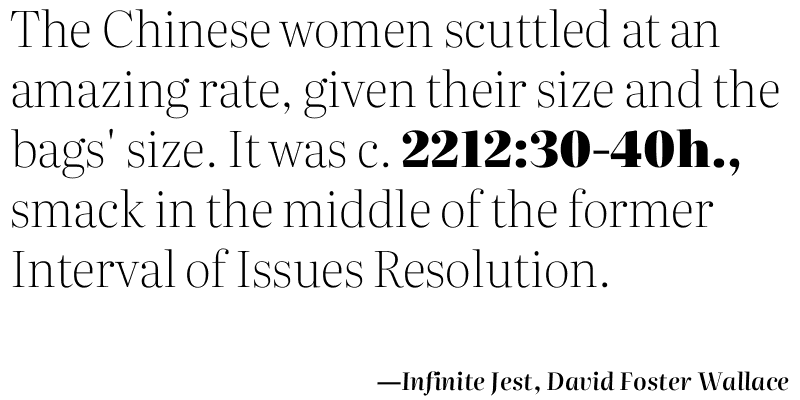 The Chinese women scuttled at an
amazing rate, given their size and the
bags' size. It was c. 2212:30-40h.,
smack in the middle of the former
Interval of Issues Resolution.
—Infinite Jest, David Foster Wallace